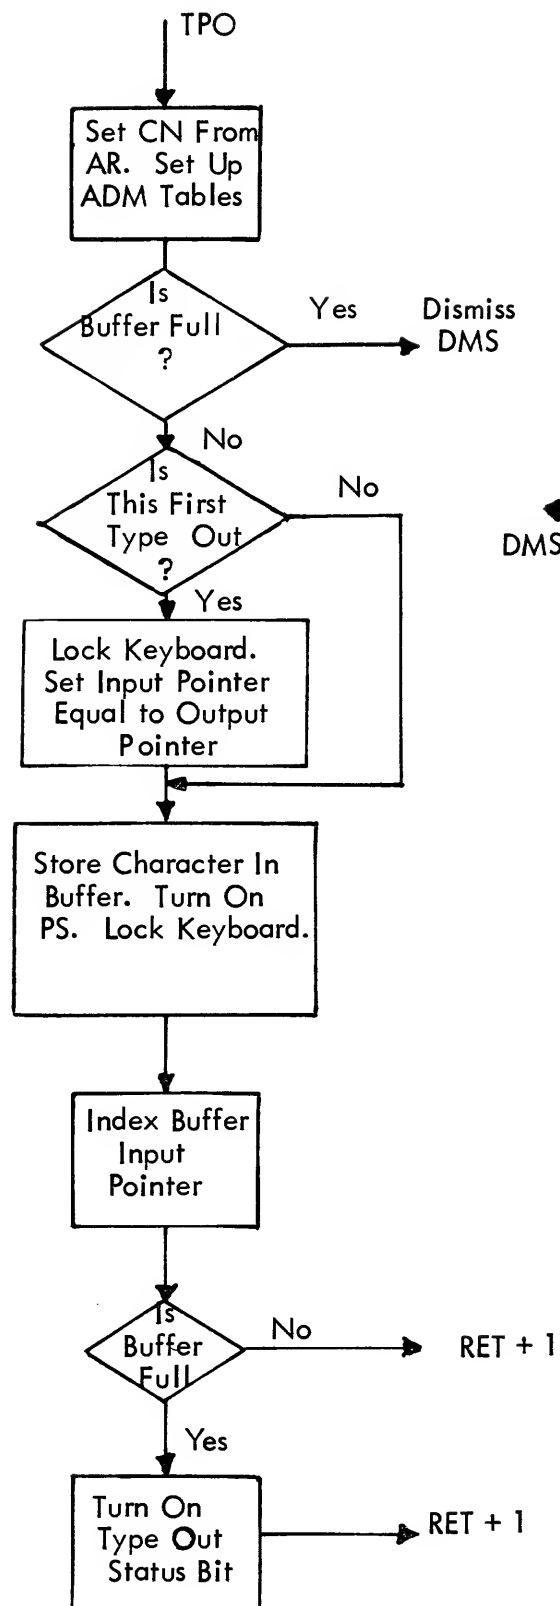 TPO
Set CN From
AR. Set Up
ADM Tables
Is
Buffer Full
?
Yes
Dismiss
DMS
No
Is
This First
Type Out
?
No
DMS
Yes
Lock Keyboard.
Set Input Pointer
Equal to Output
Pointer
Store Character In
Buffer. Turn On
PS. Lock Keyboard.
Index Buffer
Input
Pointer
Is
Buffer
Full
No
RET + 1
Yes
Turn On
Type Out
Status Bit
RET + 1